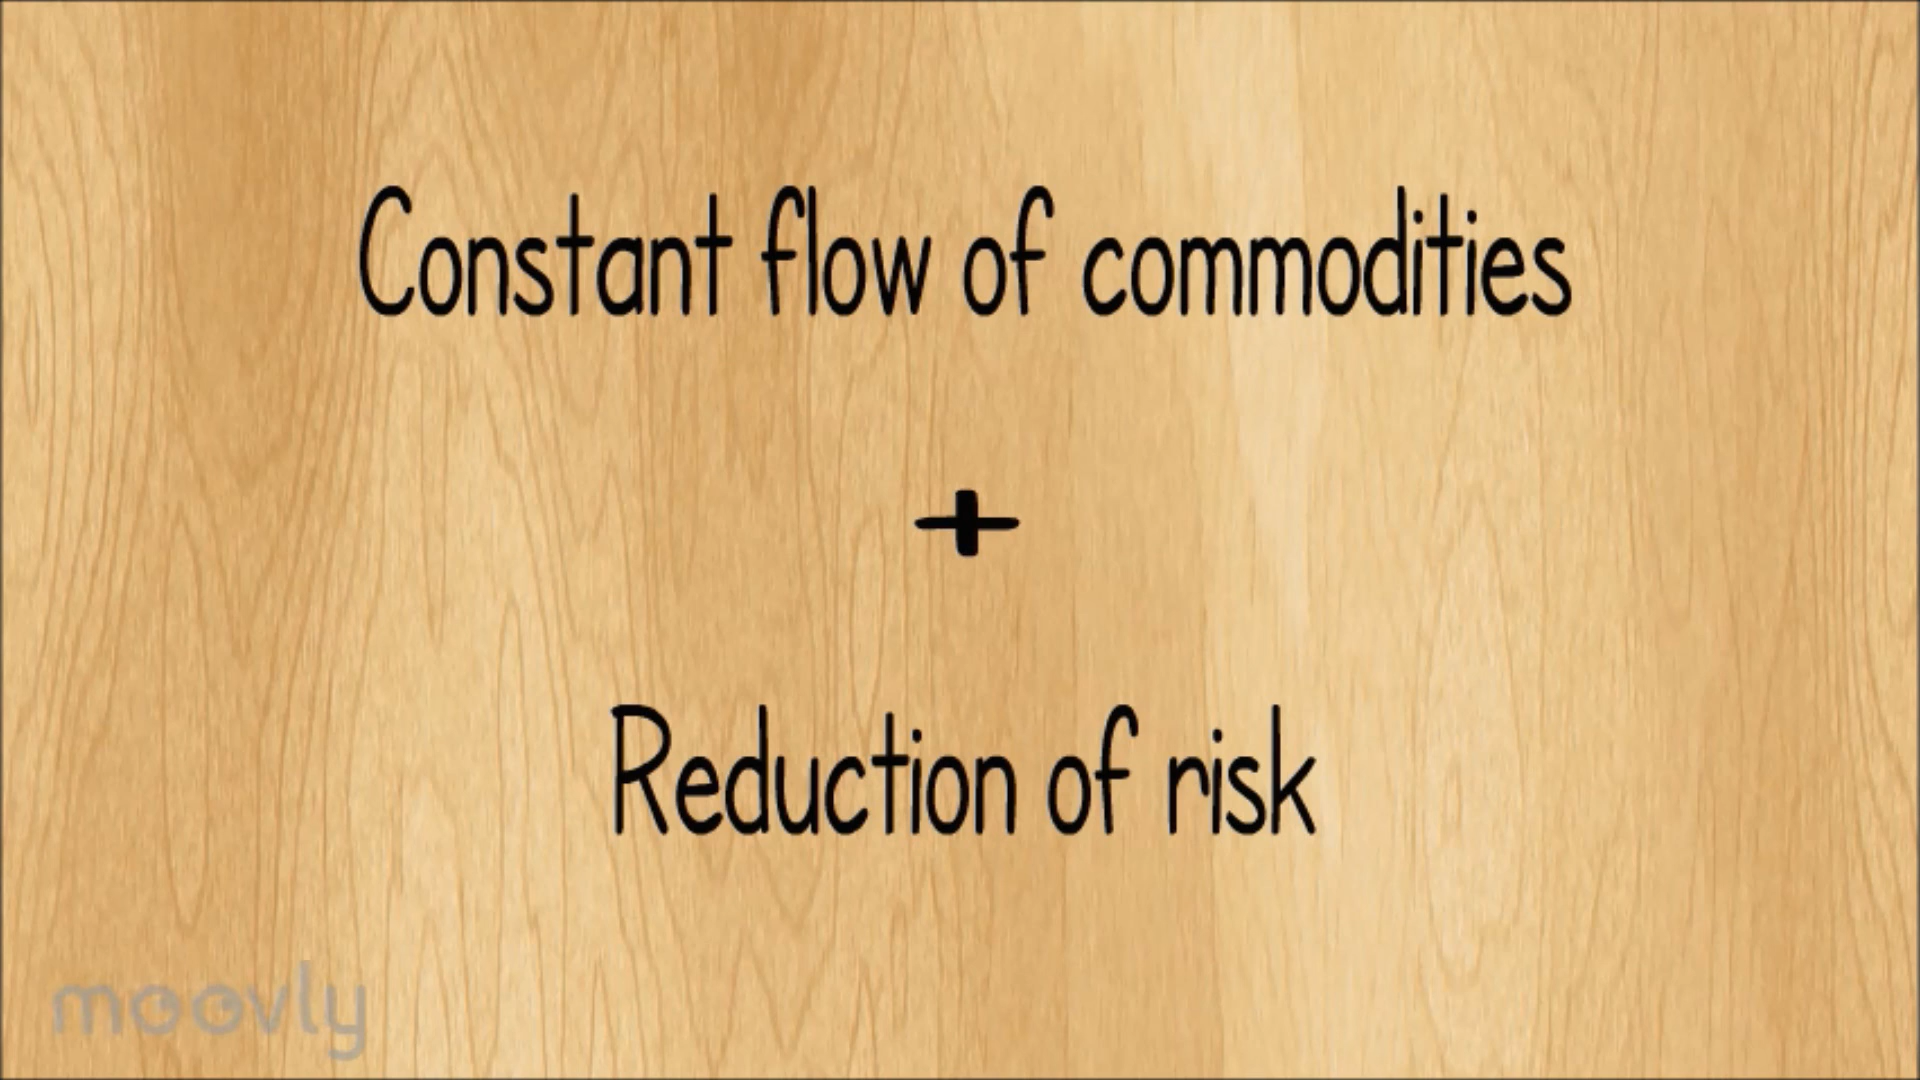 Constant flow of commodities
+
Reduction of risk
moovly